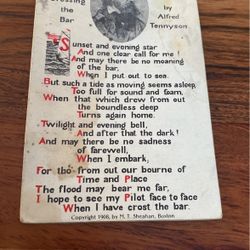 Crossing the Bar
by Alfred Tennyson
Sunset and evening star
And one clear call for me!
And may there be no moaning
of the bar,
When I put out to sea.
But such a tide as moving seems asleep,
Too full for sound and foam,
When that which drew from out
the boundless deep
Turns again home.
Twilight and evening bell,
And after that the dark!
And may there be no sadness
of farewell,
When I embark,
For tho' from out our bourne of
Time and Place
The flood may bear me far,
I hope to see my Pilot face to face
When I have crost the bar.
Copyright 1908, by M. T. Sheahan, Boston